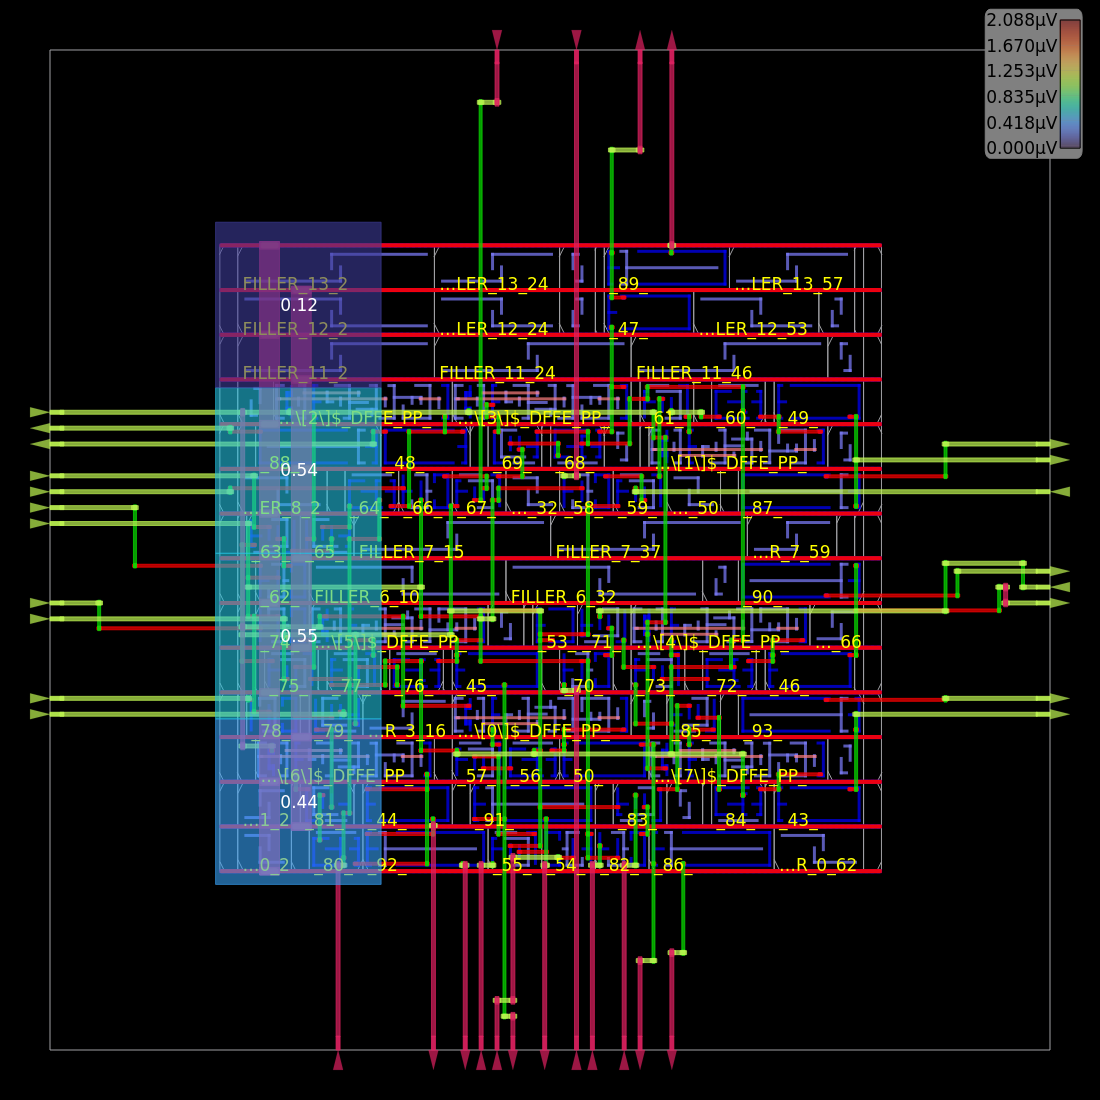 2.088µV
1.670µV
1.253µV
0.835µV
0.418µV
0.000µV
FILLER_13_2 ...LER_13_24 _89_ ...LER_13_57
0.12
FILLER_12_2 ...LER_12_24 _47_ ...LER_12_53
FILLER_11_2 FILLER_11_24 FILLER_11_46
...\[2\]$_DFFE_PP_ ...\[3\]$_DFFE_PP_ _61_ _60_ _49_
_88_ 0.54 _48_ _69_ _68_ ...\[1\]$_DFFE_PP_
...ER_8_2 _64_ _66_ _67_ ..._32 _58_ _59_ ..._50 _87_
_63_ _65_ FILLER_7_15 FILLER_7_37 ...R_7_59
_62_ FILLER_6_10 FILLER_6_32 _90_
0.55
_74_ ...\[5\]$_DFFE_PP_ _53_ _71_ ...\[4\]$_DFFE_PP_ ..._66
_75_ _77_ _76_ _45_ _70_ _73_ _72_ _46_
_78_ _79_ ...R_3_16 ...\[0\]$_DFFE_PP_ _85_ _93_
...\[6\]$_DFFE_PP_ _57_ _56_ _50_ ...\[7\]$_DFFE_PP_
0.44
...1_2 _81_ _44_ _91_ _83_ _84_ _43_
...0_2 _80_ _92_ _55_ _54_ _82_ _86_ ...R_0_62